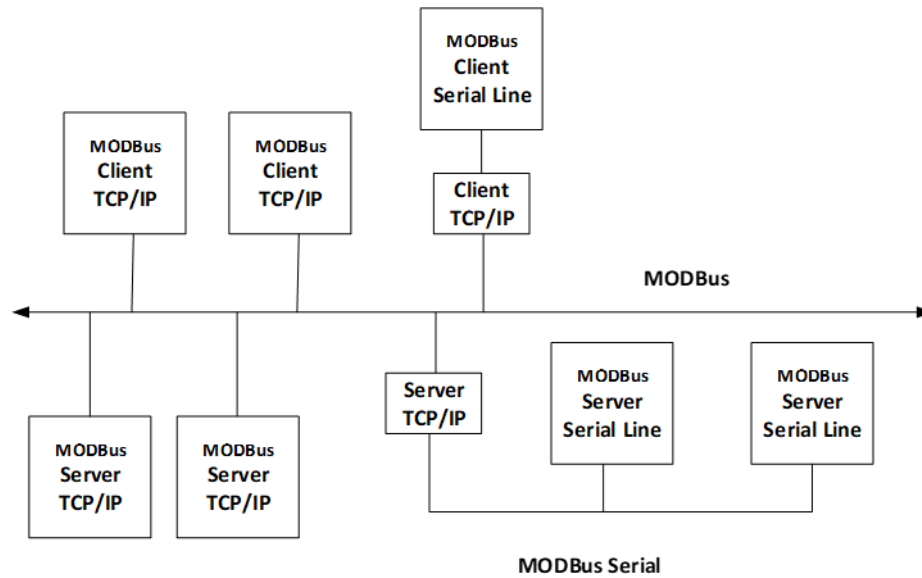 MODBus
Client
Serial Line
MODBus
Client
TCP/IP
MODBus
Client
TCP/IP
Client
TCP/IP
MODBus
Server
TCP/IP
MODBus
Server
Serial Line
MODBus
Server
Serial Line
MODBus
Server
TCP/IP
MODBus
Server
TCP/IP
MODBus Serial